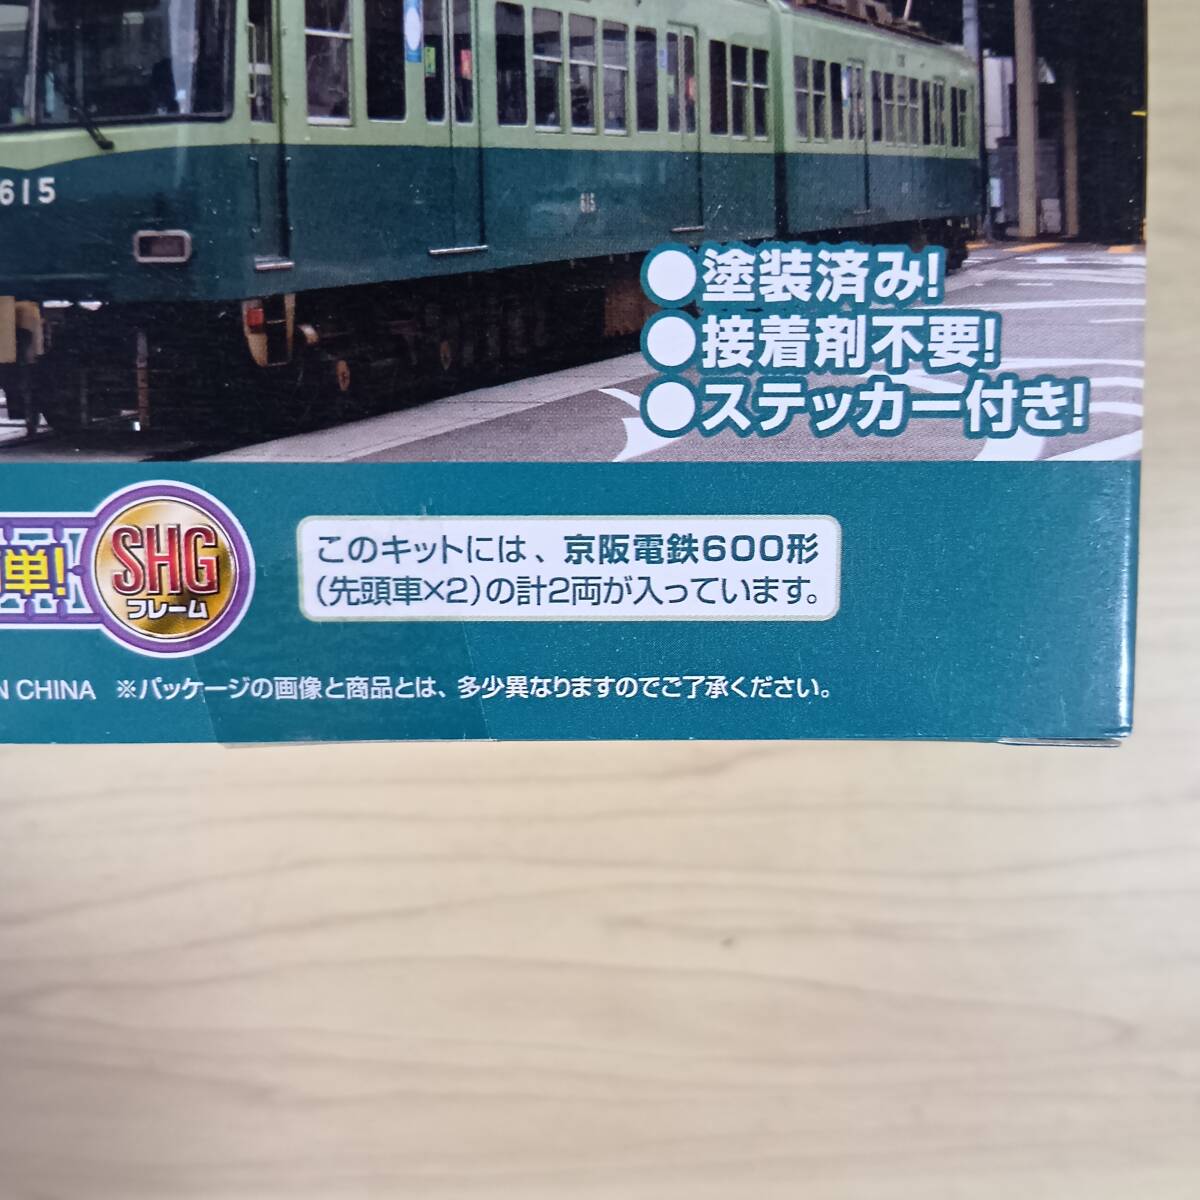 615
615
●塗装済み!
●接着剤不要!
●ステッカー付き!
単!
SHG
フレーム
このキットには、京阪電鉄600形
(先頭車×2)の計2両が入っています。
N CHINA ※パッケージの画像と商品とは、多少異なりますのでご了承ください。